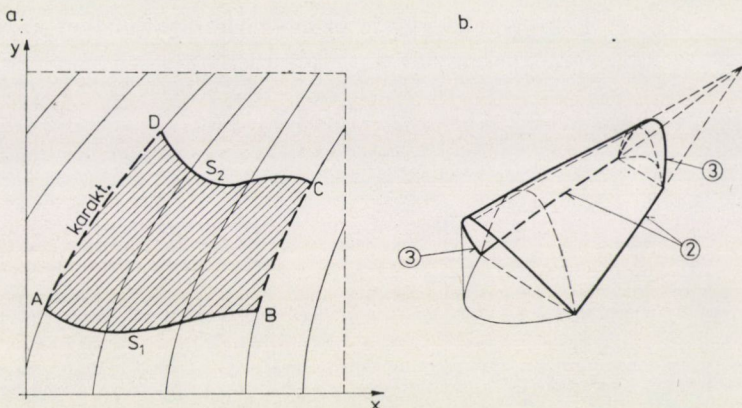 a.
b.
y
D
S2
C
③
karakt.
③
②
A
B
S1
x